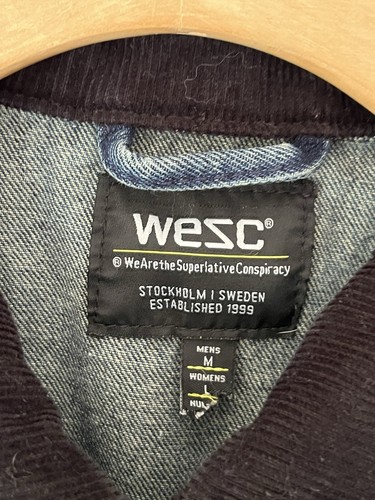 wesc®
® WeAretheSuperlativeConspiracy
STOCKHOLM | SWEDEN
ESTABLISHED 1999
MENS
M
WOMENS
L